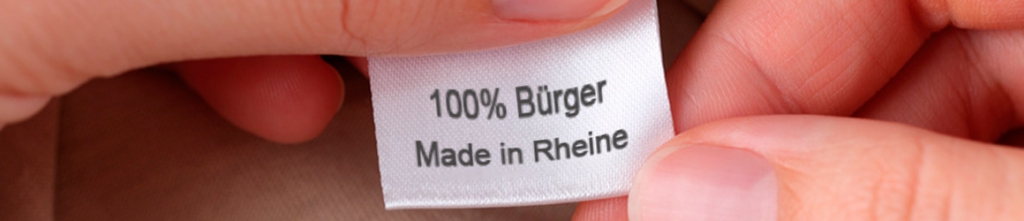 100% Bürger
Made in Rheine